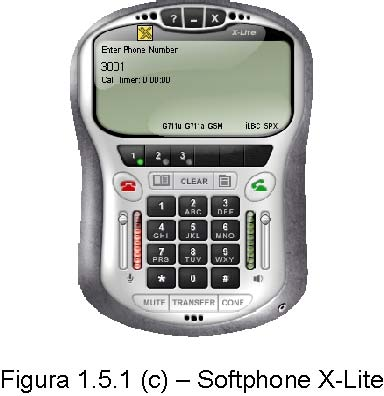 ? – X
X-Lite
Enter Phone Number
3001
Call Timer: 0:00:00
G711u G711a GSM iLBC SPX
1 2 3
CLEAR
1 2 ABC 3 DEF
4 GHI 5 JKL 6 MNO
7 PRS 8 TUV 9 WXY
* 0 #
MUTE TRANSFER CONF
Figura 1.5.1 (c) – Softphone X-Lite